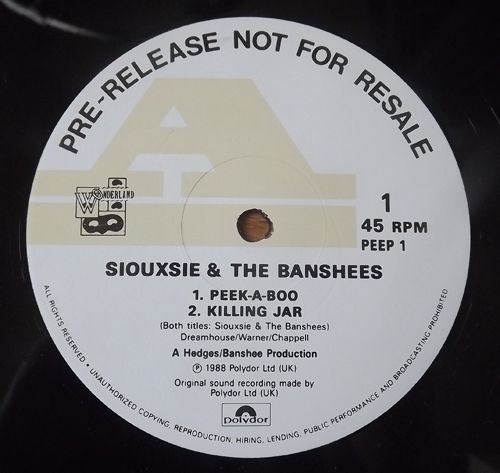 PRE-RELEASE NOT FOR RESALE
A
WONDERLAND
1
45 RPM
PEEP 1
SIOUXSIE & THE BANSHEES
1. PEEK-A-BOO
2. KILLING JAR
(Both titles: Siouxsie & The Banshees)
Dreamhouse/Warner/Chappell
A Hedges/Banshee Production
Ⓟ 1988 Polydor Ltd (UK)
Original sound recording made by
Polydor Ltd (UK)
polydor
ALL RIGHTS RESERVED • UNAUTHORIZED COPYING, REPRODUCTION, HIRING, LENDING, PUBLIC PERFORMANCE AND BROADCASTING PROHIBITED